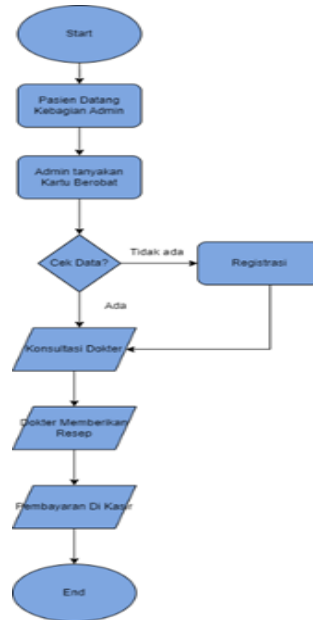 Start
Pasien Datang
Kebagian Admin
Admin tanyakan
Kartu Berobat
Cek Data?
Tidak ada
Registrasi
Ada
Konsultasi Dokter
Dokter Memberikan
Resep
Pembayaran Di Kasir
End